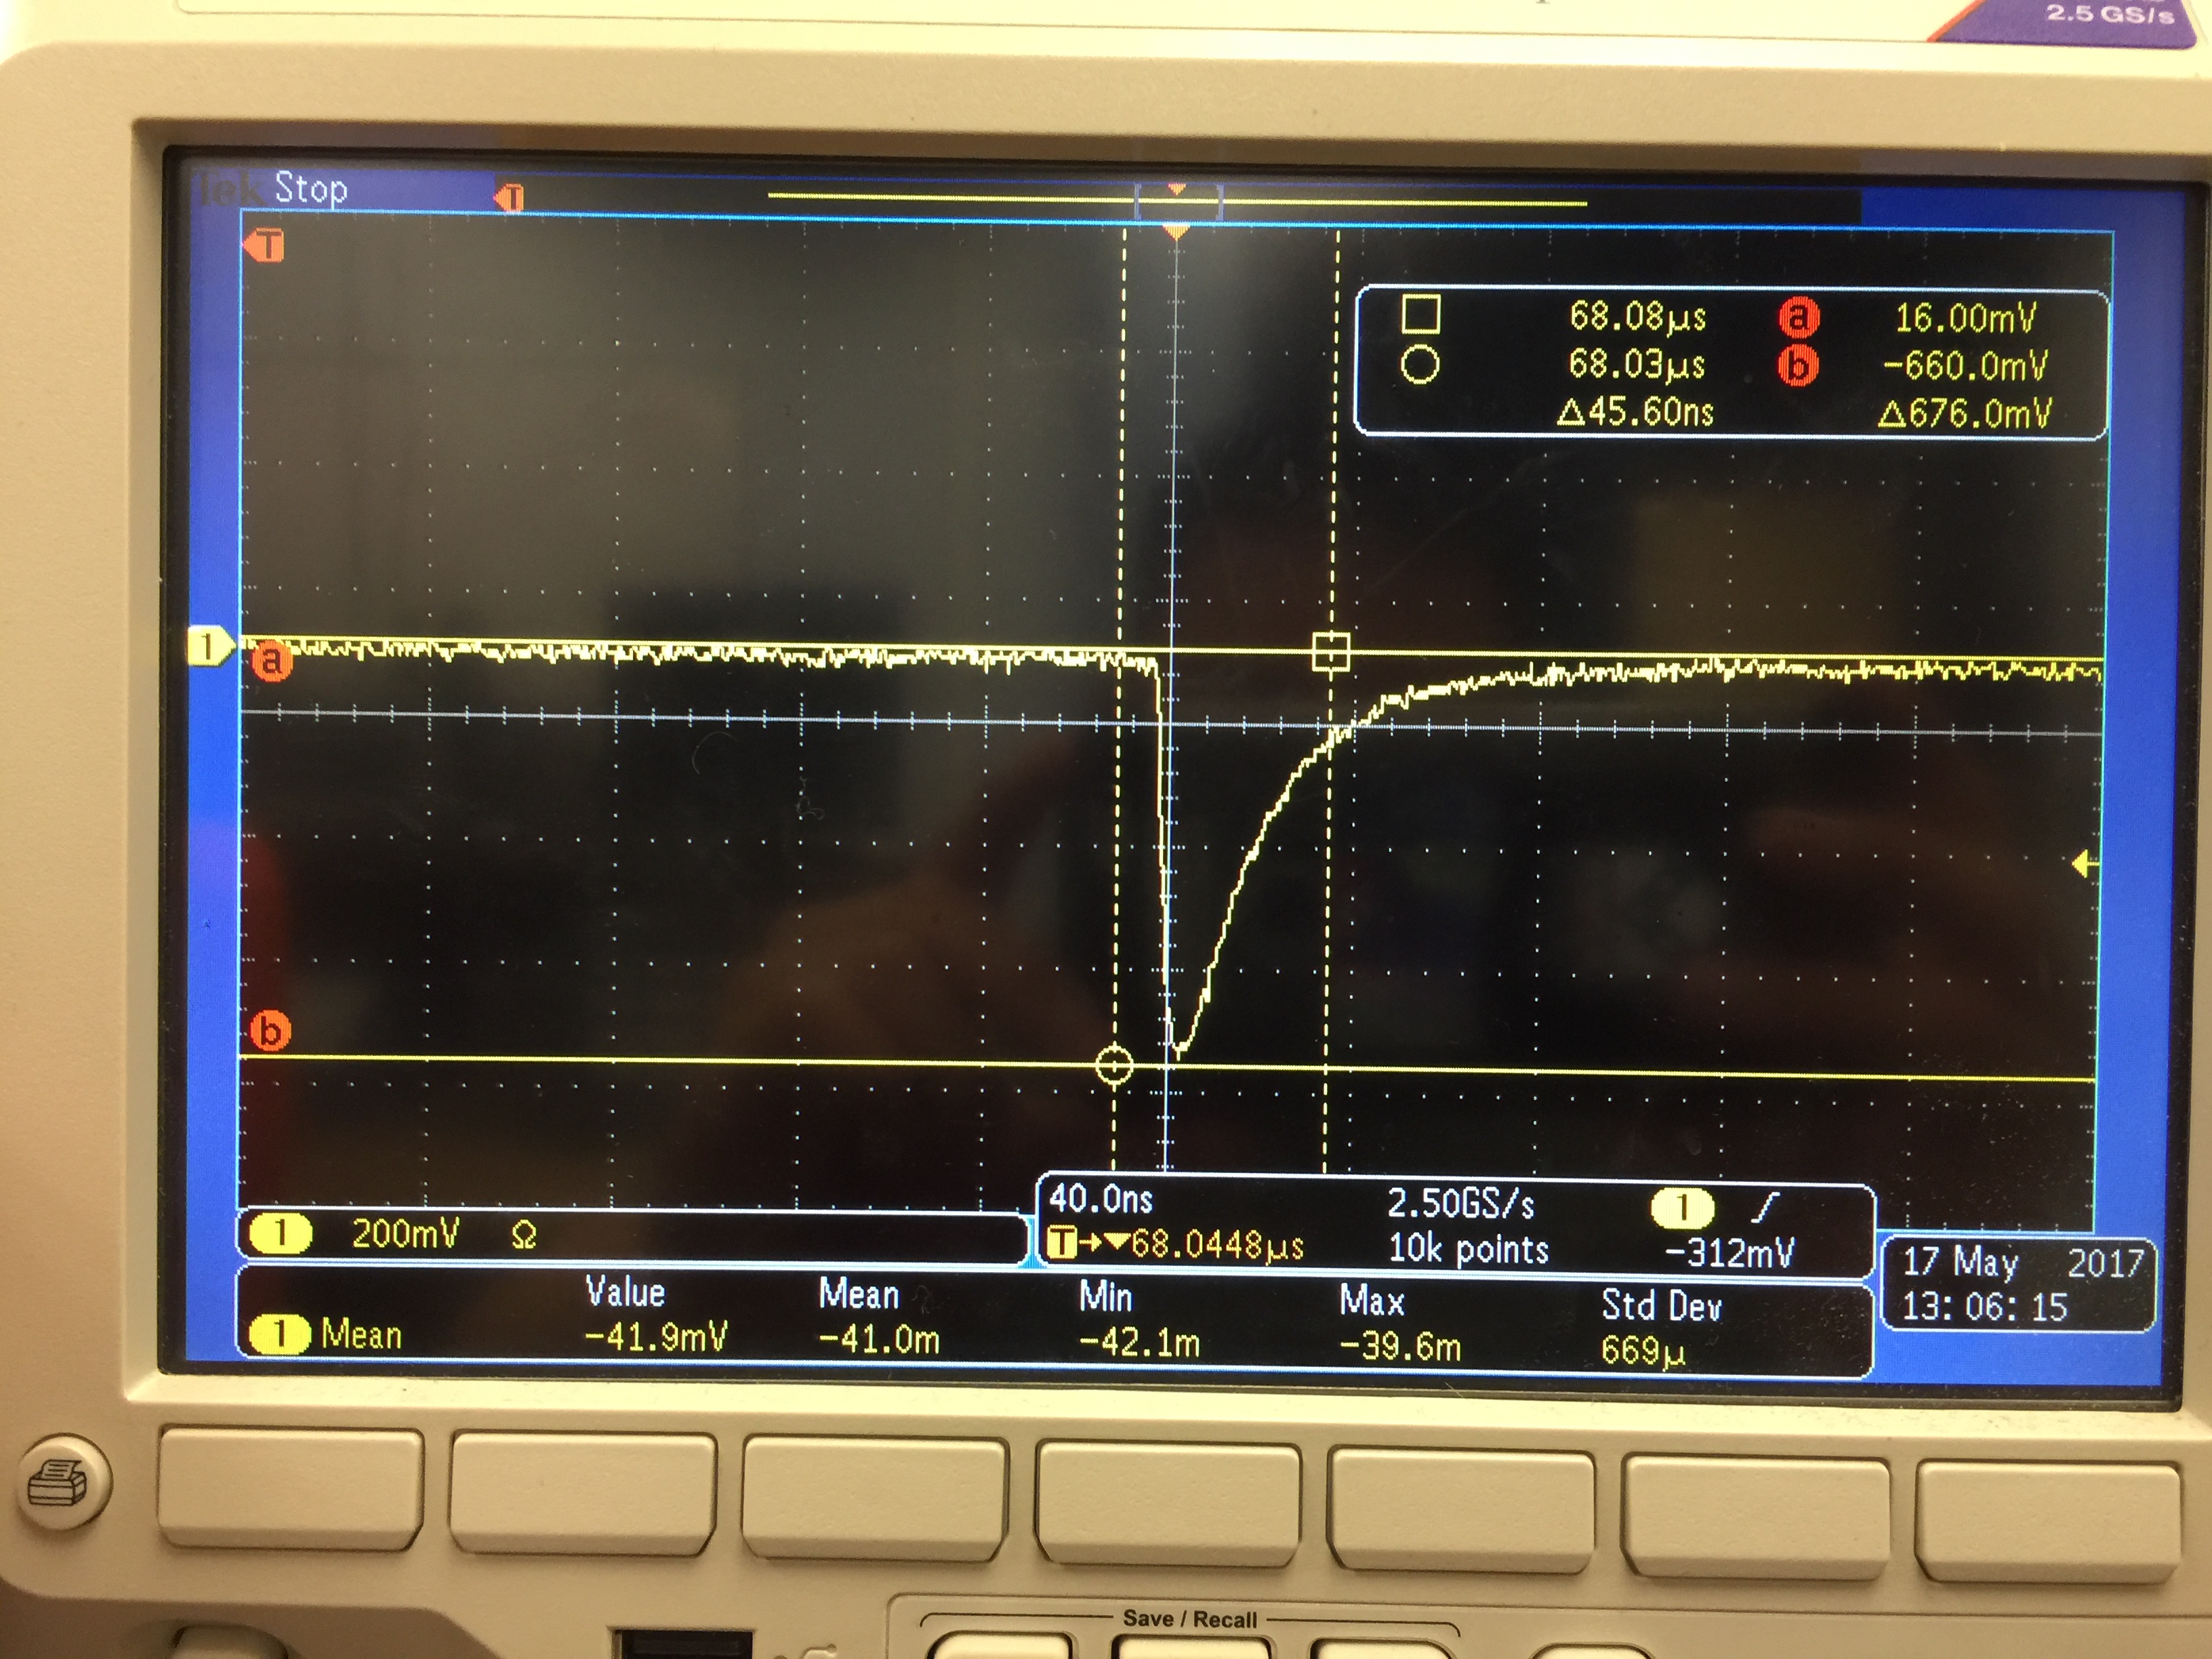 2.5 GS/s
Tek Stop
T
T
68.08µs a 16.00mV
68.03µs b -660.0mV
Δ45.60ns Δ676.0mV
1
a
b
1 200mV Ω
40.0ns 2.50GS/s 1
T→▼68.0448µs 10k points -312mV
17 May 2017
13: 06: 15
Value Mean Min Max Std Dev
1 Mean -41.9mV -41.0m -42.1m -39.6m 669µ
Save / Recall